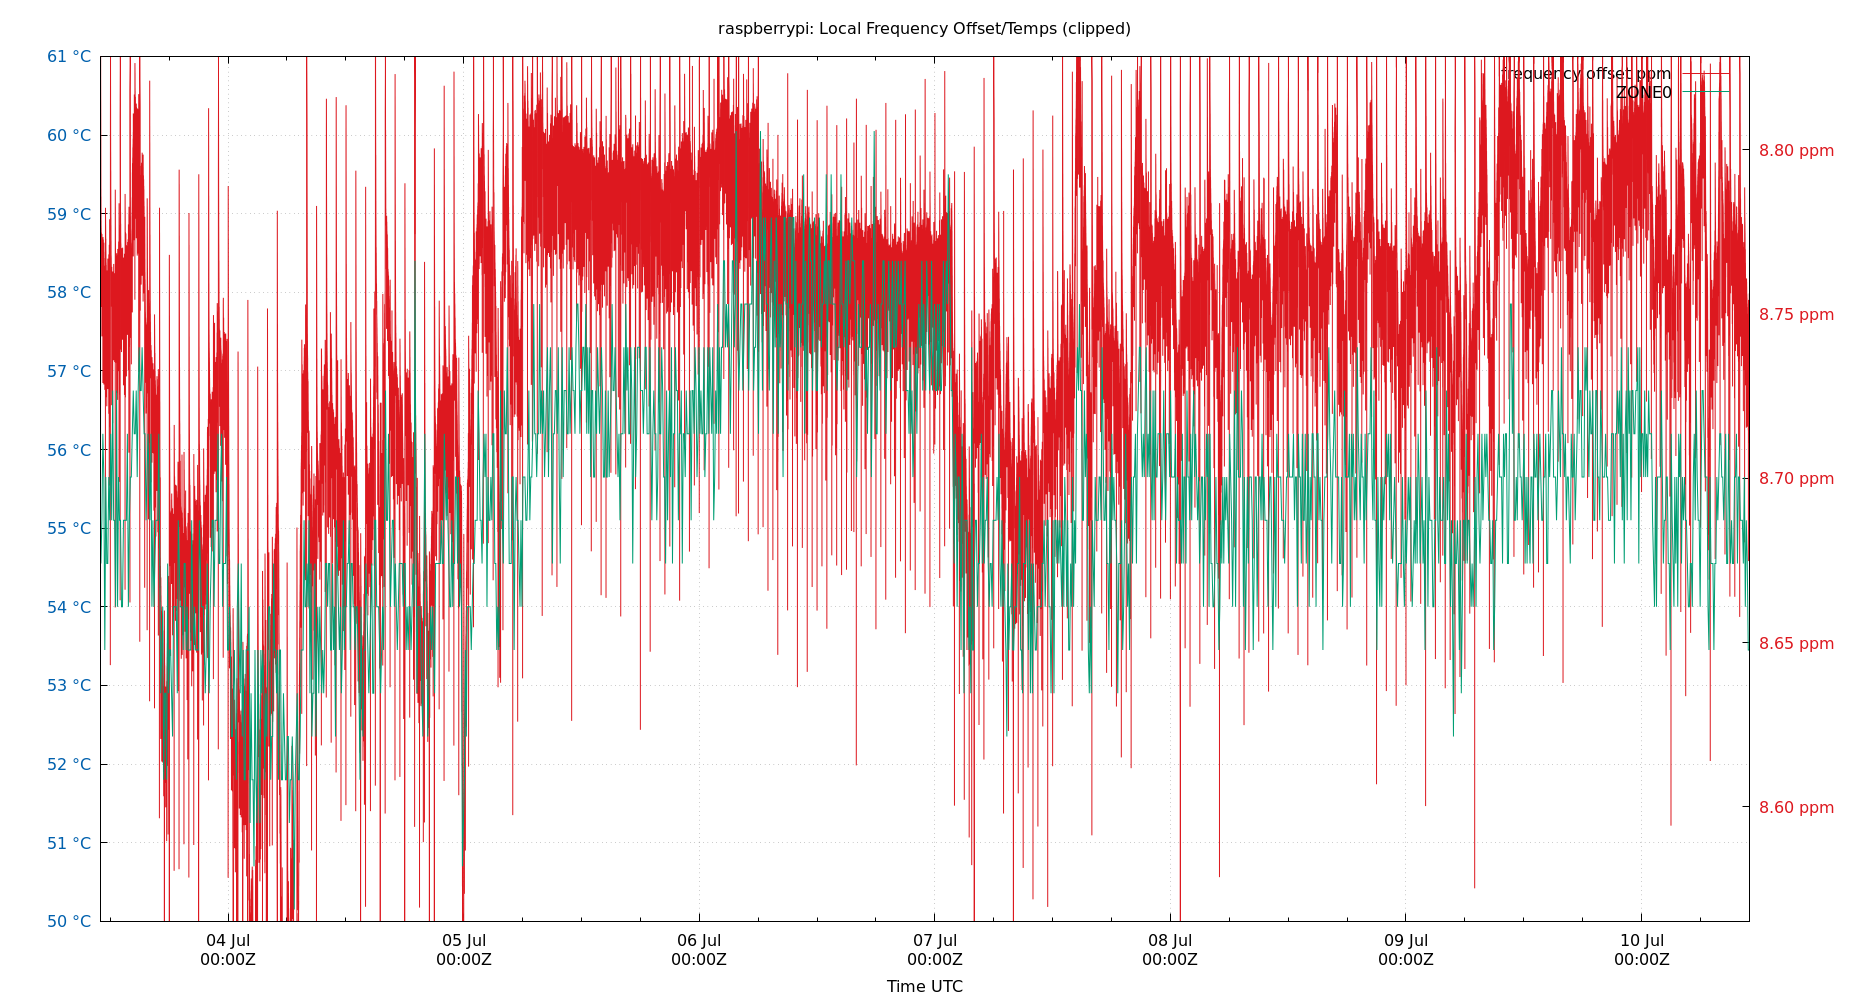 raspberrypi: Local Frequency Offset/Temps (clipped)
61 °C
60 °C
59 °C
58 °C
57 °C
56 °C
55 °C
54 °C
53 °C
52 °C
51 °C
50 °C
frequency offset ppm
ZONE0
8.80 ppm
8.75 ppm
8.70 ppm
8.65 ppm
8.60 ppm
04 Jul
00:00Z
05 Jul
00:00Z
06 Jul
00:00Z
07 Jul
00:00Z
08 Jul
00:00Z
09 Jul
00:00Z
10 Jul
00:00Z
Time UTC